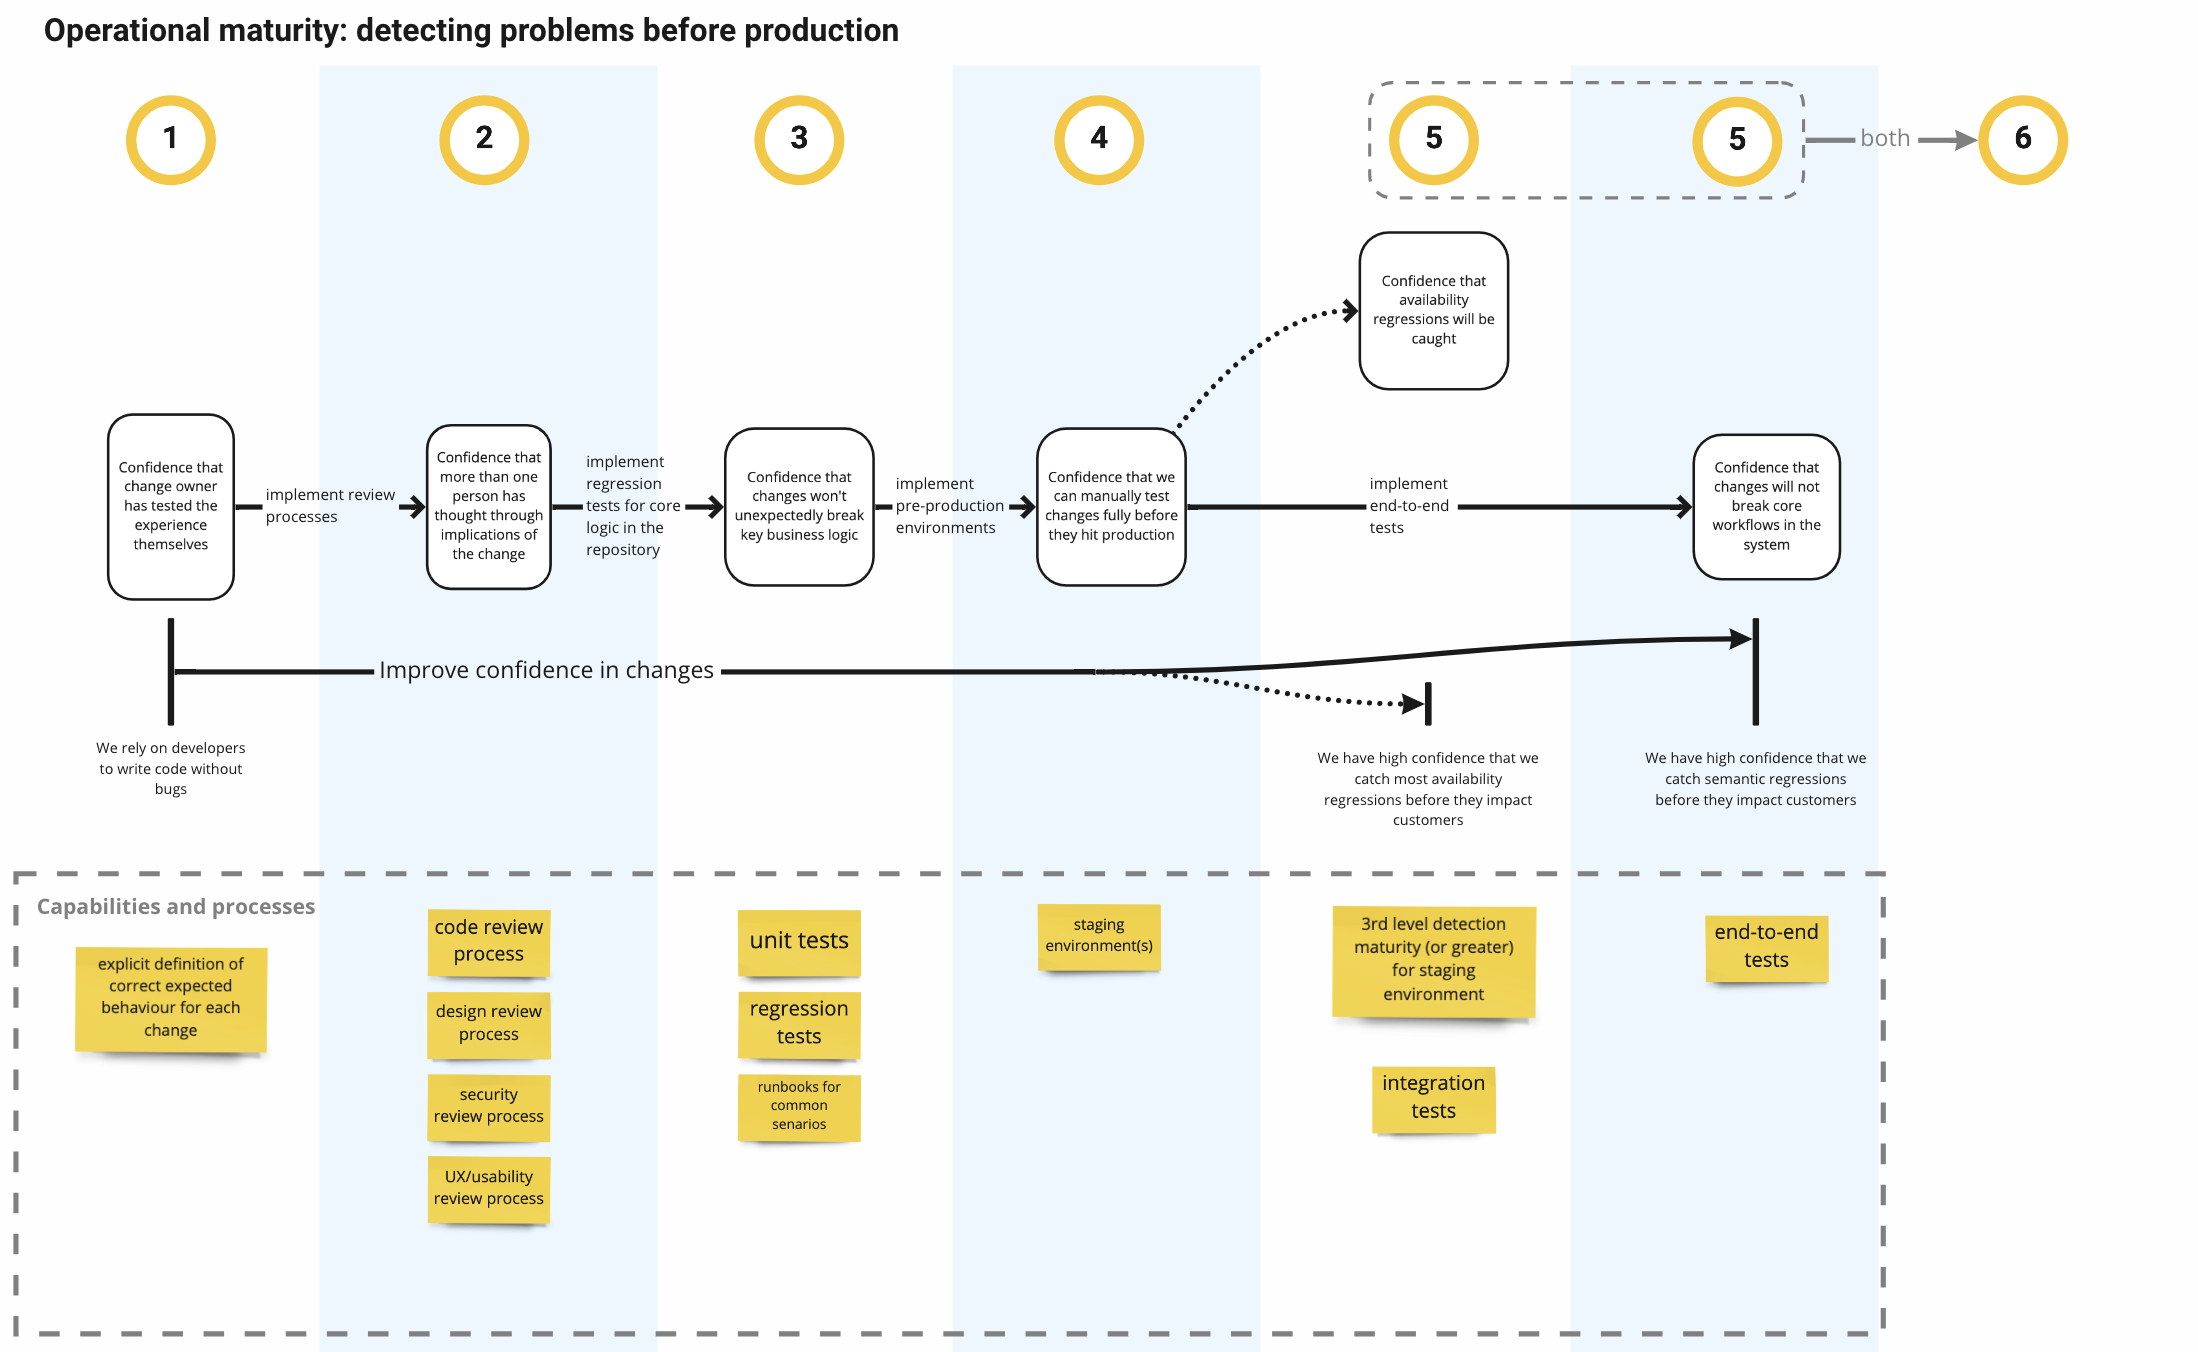 Operational maturity: detecting problems before production
1
2
3
4
5
5
both
6
Confidence that
availability
regressions will be
caught
Confidence that
change owner
has tested the
experience
themselves
implement review
processes
Confidence that
more than one
person has
thought through
implications of
the change
implement
regression
tests for core
logic in the
repository
Confidence that
changes won't
unexpectedly break
key business logic
implement
pre-production
environments
Confidence that we
can manually test
changes fully before
they hit production
implement
end-to-end
tests
Confidence that
changes will not
break core
workflows in the
system
Improve confidence in changes
We rely on developers
to write code without
bugs
We have high confidence that we
catch most availability
regressions before they impact
customers
We have high confidence that we
catch semantic regressions
before they impact customers
Capabilities and processes
explicit definition of
correct expected
behaviour for each
change
code review
process
design review
process
security
review process
UX/usability
review process
unit tests
regression
tests
runbooks for
common
senarios
staging
environment(s)
3rd level detection
maturity (or greater)
for staging
environment
integration
tests
end-to-end
tests